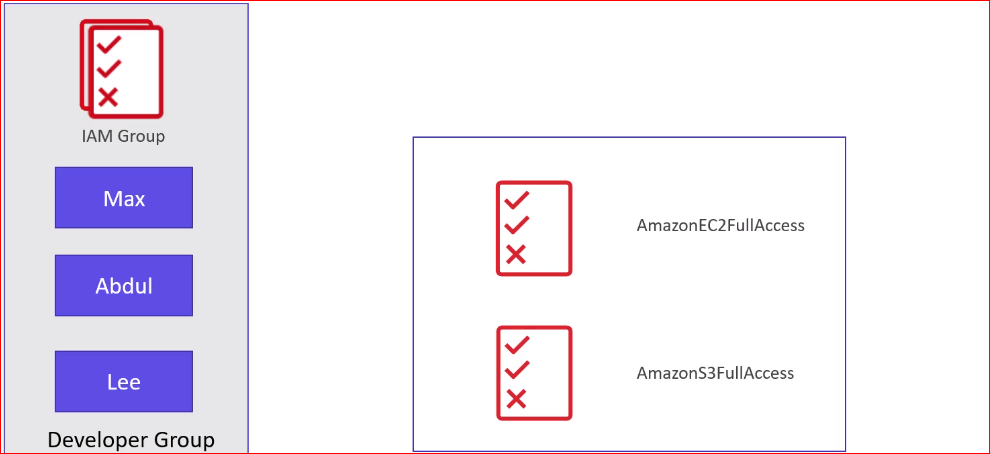 IAM Group
Max
Abdul
Lee
Developer Group
AmazonEC2FullAccess
AmazonS3FullAccess